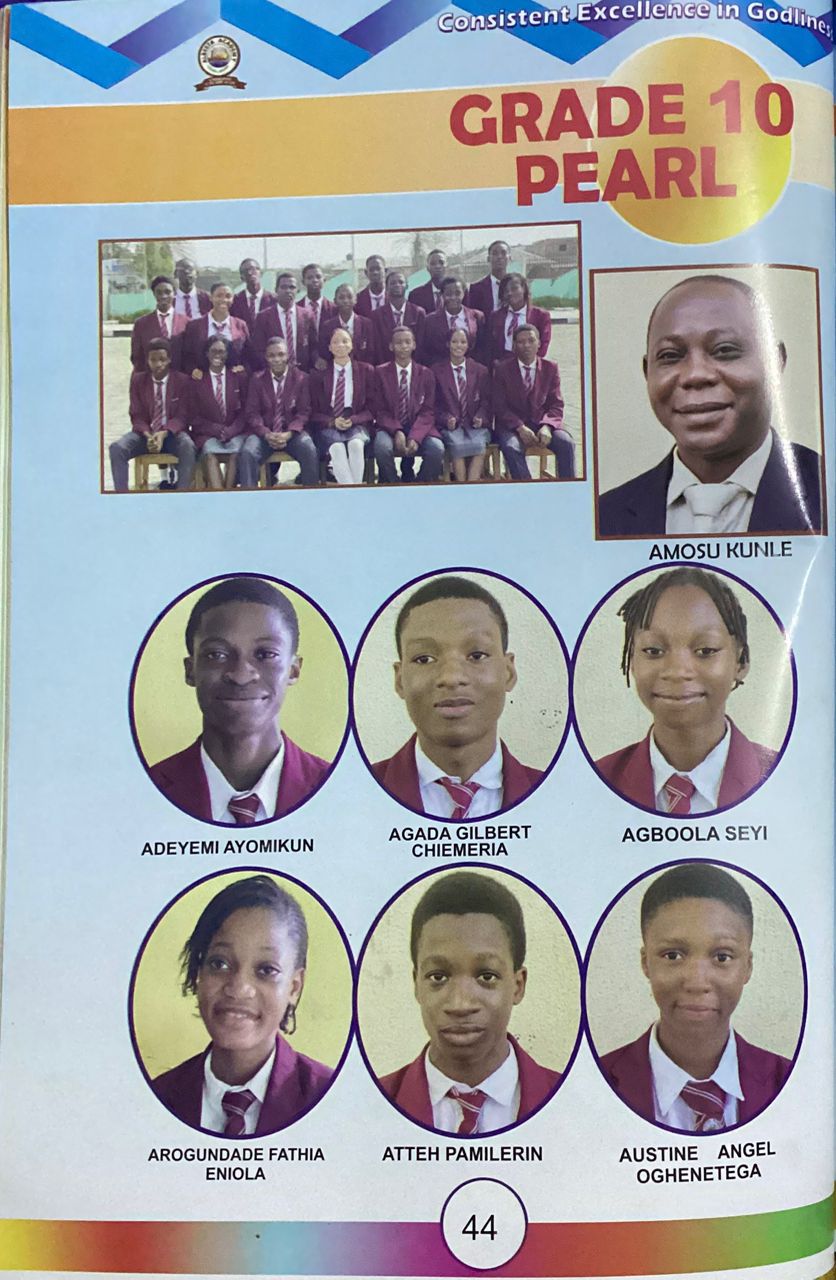 Consistent Excellence in Godliness
GRADE 10
PEARL
AMOSU KUNLE
ADEYEMI AYOMIKUN
AGADA GILBERT
CHIEMERIA
AGBOOLA SEYI
AROGUNDADE FATHIA
ENIOLA
ATTEH PAMILERIN
AUSTINE ANGEL
OGHENETEGA
44